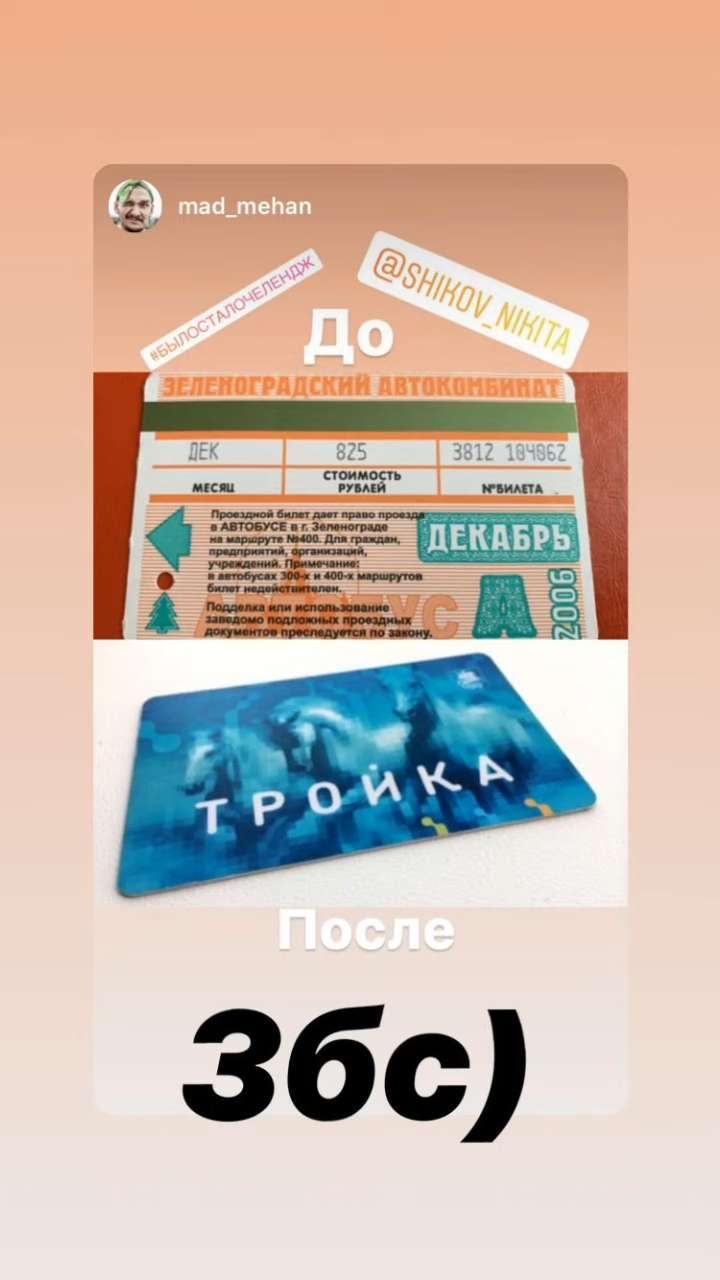 mad_mehan
#БЫЛОСТАЛОЧЕЛЕНДЖ
@SHIKOV_NIKITA
До
ЗЕЛЕНОГРАДСКИЙ АВТОКОМБИНАТ
ДЕК 825 3812 104062
МЕСЯЦ СТОИМОСТЬ РУБЛЕЙ №БИЛЕТА
Проездной билет дает право проезда
в АВТОБУСЕ в г. Зеленограде
на маршруте №400. Для граждан,
предприятий, организаций,
учреждений. Примечание:
в автобусах 300-х и 400-х маршрутов
билет недействителен.
Подделка или использование
заведомо подложных проездных
документов преследуется по закону.
ДЕКАБРЬ
А
2006
АВТОБУС
ТРОЙКА
После
Збс)